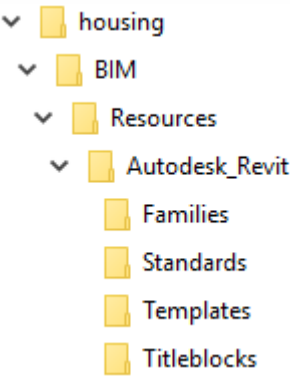 housing
BIM
Resources
Autodesk_Revit
Families
Standards
Templates
Titleblocks